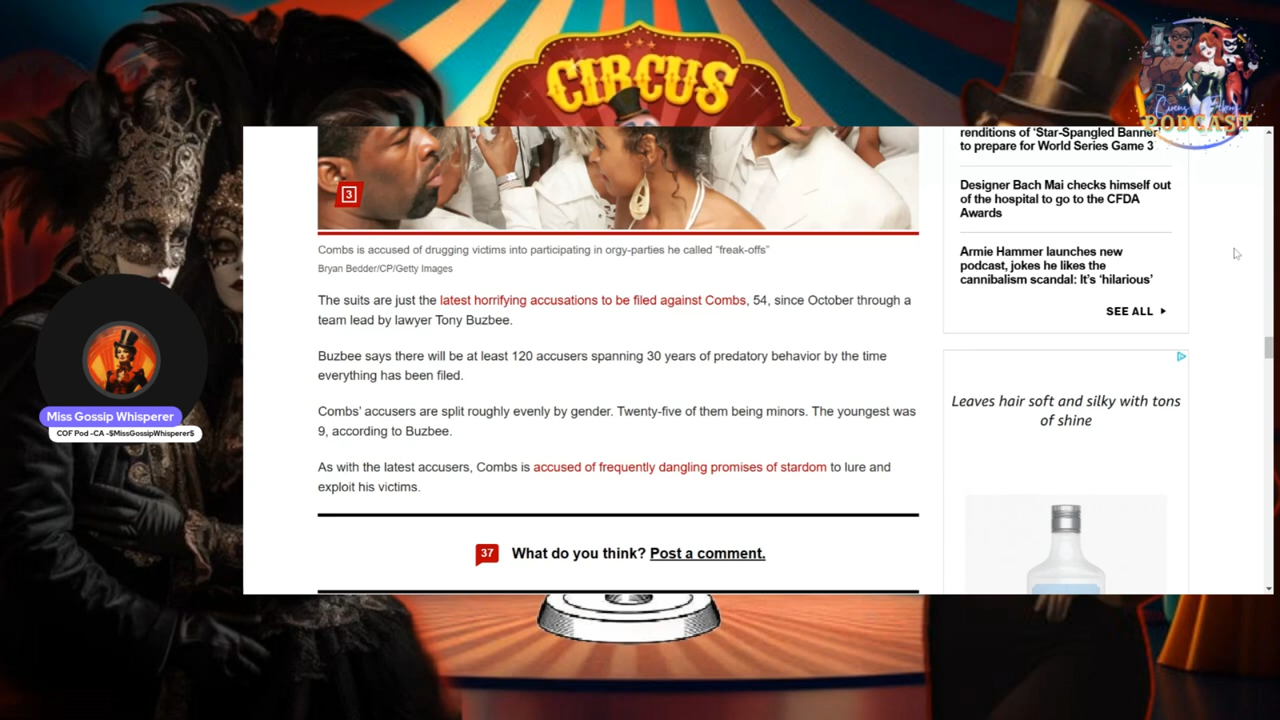 CIRCUS
Circus Files
PODCAST
renditions of ‘Star-Spangled Banner’
to prepare for World Series Game 3
3
Designer Bach Mai checks himself out
of the hospital to go to the CFDA
Awards
Combs is accused of drugging victims into participating in orgy-parties he called “freak-offs”
Bryan Bedder/CP/Getty Images
Armie Hammer launches new
podcast, jokes he likes the
cannibalism scandal: It’s ‘hilarious’
SEE ALL
The suits are just the latest horrifying accusations to be filed against Combs, 54, since October through a
team lead by lawyer Tony Buzbee.
Buzbee says there will be at least 120 accusers spanning 30 years of predatory behavior by the time
everything has been filed.
Combs’ accusers are split roughly evenly by gender. Twenty-five of them being minors. The youngest was
9, according to Buzbee.
As with the latest accusers, Combs is accused of frequently dangling promises of stardom to lure and
exploit his victims.
Leaves hair soft and silky with tons
of shine
Miss Gossip Whisperer
COF Pod -CA -$MissGossipWhisperer$
37
What do you think? Post a comment.